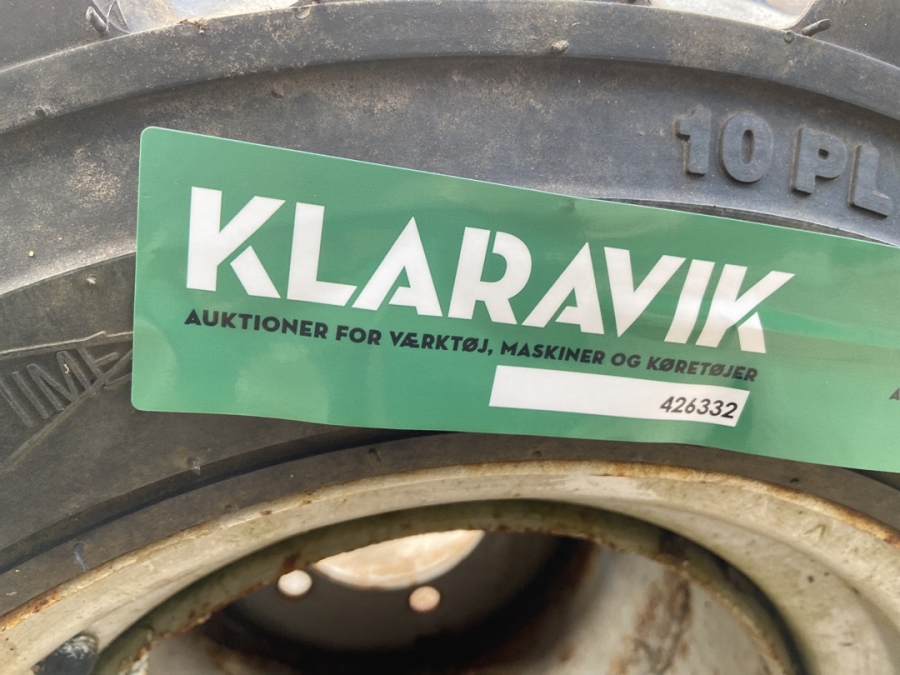 10 PL
KLARAVIK
AUKTIONER FOR VÆRKTØJ, MASKINER OG KØRETØJER
426332